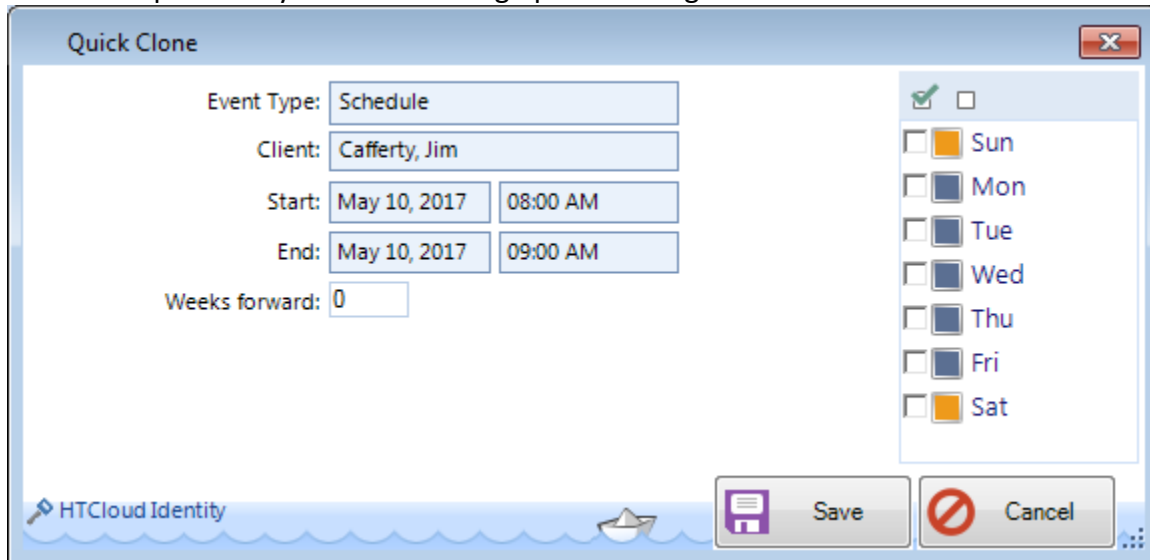 Quick Clone
Event Type: Schedule
Client: Cafferty, Jim
Start: May 10, 2017 08:00 AM
End: May 10, 2017 09:00 AM
Weeks forward: 0
Sun
Mon
Tue
Wed
Thu
Fri
Sat
HTCloud Identity
Save Cancel